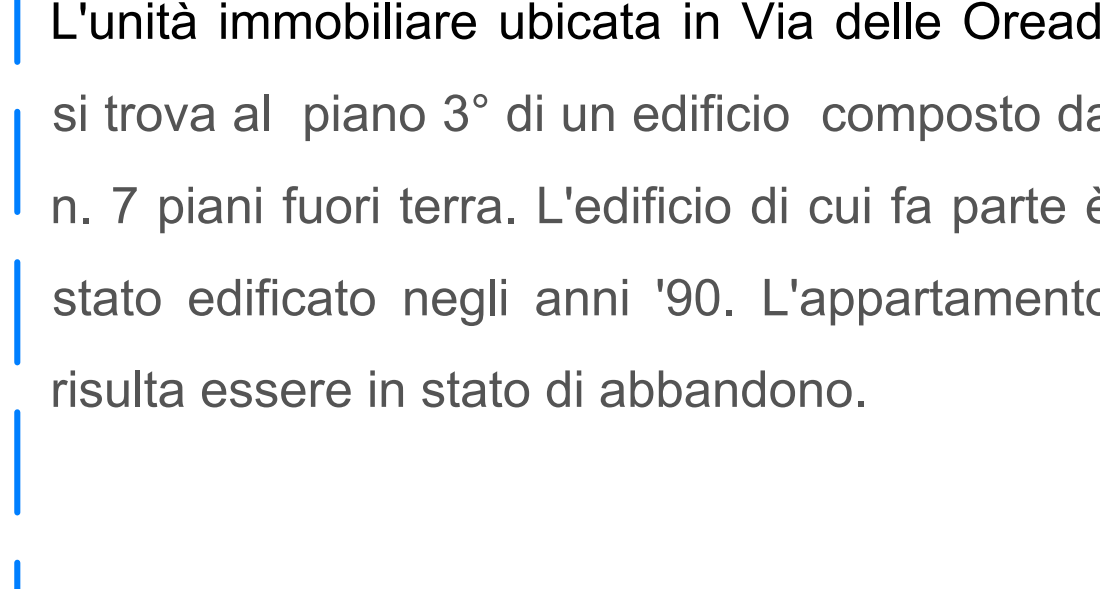 L'unità immobiliare ubicata in Via delle Oread
si trova al piano 3° di un edificio composto da
n. 7 piani fuori terra. L'edificio di cui fa parte è
stato edificato negli anni '90. L'appartamento
risulta essere in stato di abbandono.